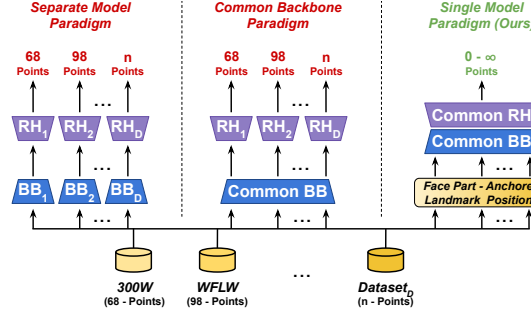 Separate Model
Paradigm
Common Backbone
Paradigm
Single Model
Paradigm (Ours)
68
Points
98
Points
n
Points
68
Points
98
Points
n
Points
0 - ∞
Points
...
...
RH1
RH2
RHD
RH1
RH2
RHD
Common RH
...
BB1
BB2
BBD
Common BB
Common BB
Face Part - Anchore
Landmark Position
...
...
...
300W
(68 - Points)
WFLW
(98 - Points)
...
DatasetD
(n - Points)